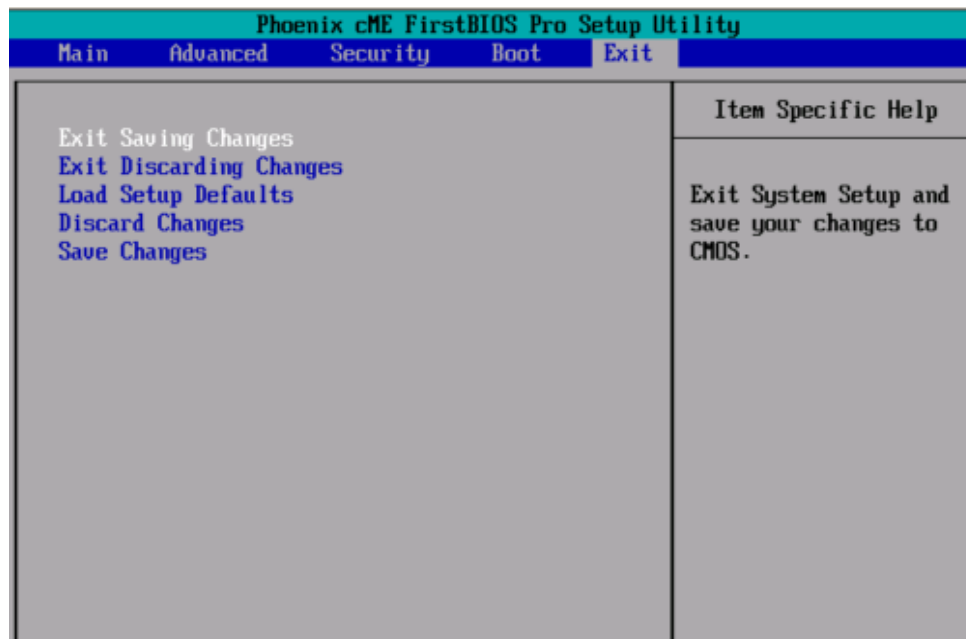 Phoenix cME FirstBIOS Pro Setup Utility
Main Advanced Security Boot Exit
Exit Saving Changes
Exit Discarding Changes
Load Setup Defaults
Discard Changes
Save Changes
Item Specific Help
Exit System Setup and
save your changes to
CMOS.